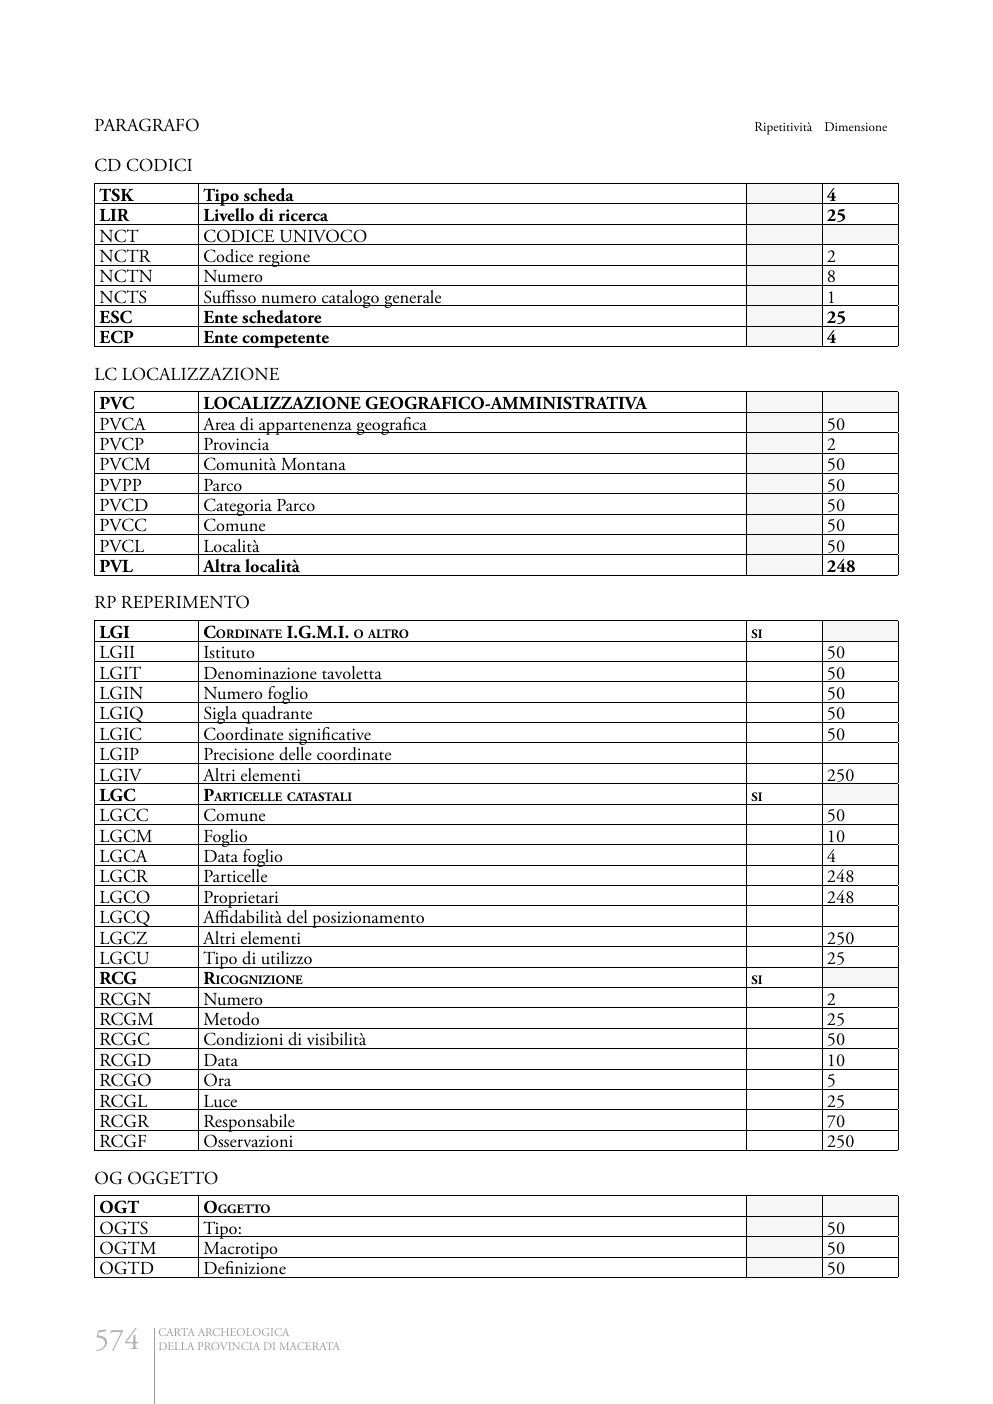 PARAGRAFO Ripetitività Dimensione
CD CODICI
TSK Tipo scheda 4
LIR Livello di ricerca 25
NCT CODICE UNIVOCO
NCTR Codice regione 2
NCTN Numero 8
NCTS Suffisso numero catalogo generale 1
ESC Ente schedatore 25
ECP Ente competente 4
LC LOCALIZZAZIONE
PVC LOCALIZZAZIONE GEOGRAFICO-AMMINISTRATIVA
PVCA Area di appartenenza geografica 50
PVCP Provincia 2
PVCM Comunità Montana 50
PVPP Parco 50
PVCD Categoria Parco 50
PVCC Comune 50
PVCL Località 50
PVL Altra località 248
RP REPERIMENTO
LGI Cordinate I.G.M.I. o altro si
LGII Istituto 50
LGIT Denominazione tavoletta 50
LGIN Numero foglio 50
LGIQ Sigla quadrante 50
LGIC Coordinate significative 50
LGIP Precisione delle coordinate
LGIV Altri elementi 250
LGC Particelle catastali si
LGCC Comune 50
LGCM Foglio 10
LGCA Data foglio 4
LGCR Particelle 248
LGCO Proprietari 248
LGCQ Affidabilità del posizionamento
LGCZ Altri elementi 250
LGCU Tipo di utilizzo 25
RCG Ricognizione si
RCGN Numero 2
RCGM Metodo 25
RCGC Condizioni di visibilità 50
RCGD Data 10
RCGO Ora 5
RCGL Luce 25
RCGR Responsabile 70
RCGF Osservazioni 250
OG OGGETTO
OGT Oggetto
OGTS Tipo: 50
OGTM Macrotipo 50
OGTD Definizione 50
574 CARTA ARCHEOLOGICA
DELLA PROVINCIA DI MACERATA